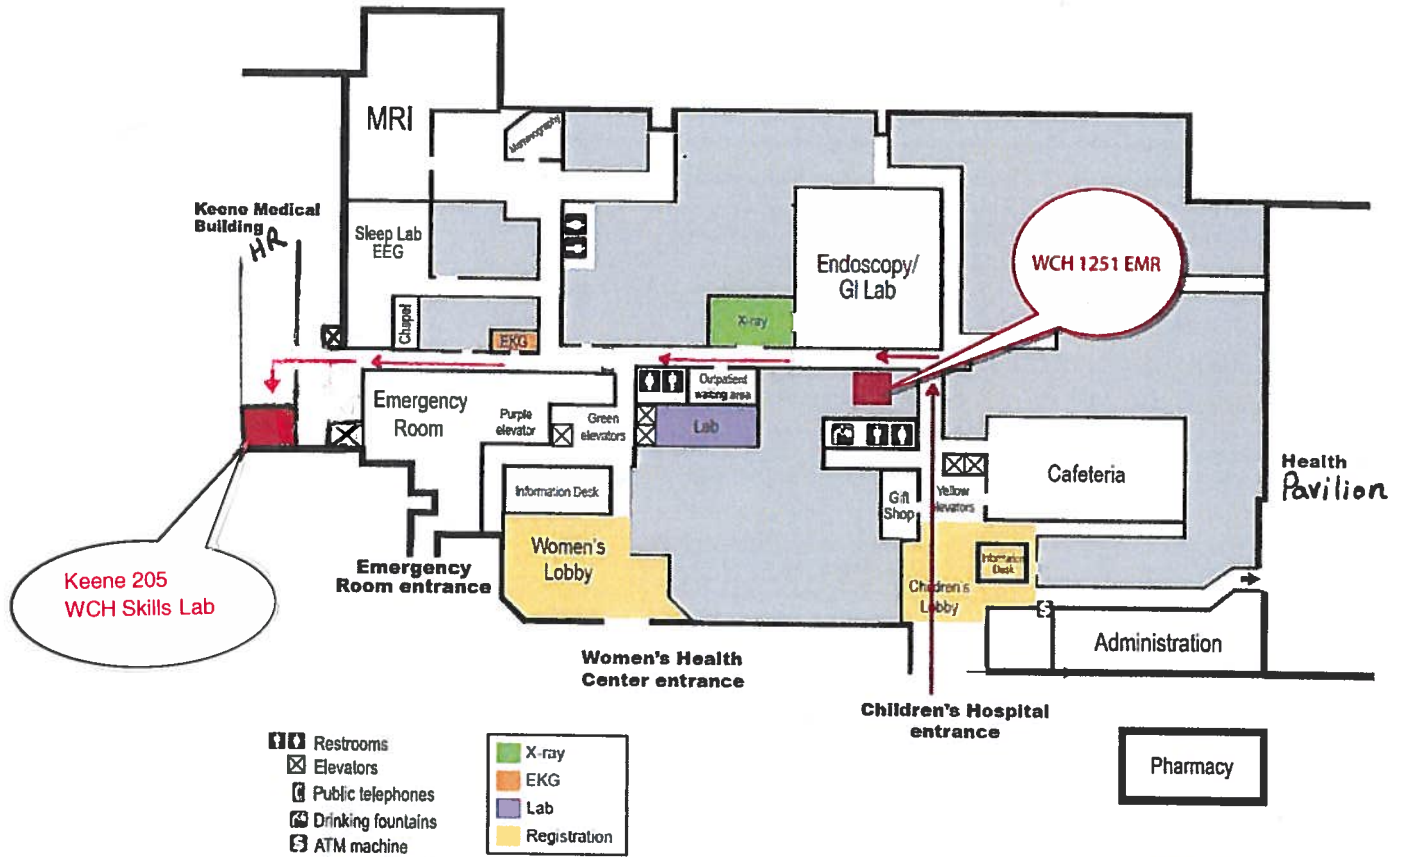 MRI
Mammography
Keene Medical
Building
HR
Sleep Lab
EEG
Endoscopy/
GI Lab
WCH 1251 EMR
Chapel
EKG
X-ray
Emergency
Room
Purple
elevator
Green
elevators
Outpatient
waiting area
Lab
Cafeteria
Health
Pavilion
Gift
Shop
Yellow
elevators
Information Desk
Women's
Lobby
Information
Desk
Children's
Lobby
Emergency
Room entrance
Keene 205
WCH Skills Lab
S
Administration
Women's Health
Center entrance
Children's Hospital
entrance
Restrooms
Elevators
Public telephones
Drinking fountains
S ATM machine
X-ray
EKG
Lab
Registration
Pharmacy